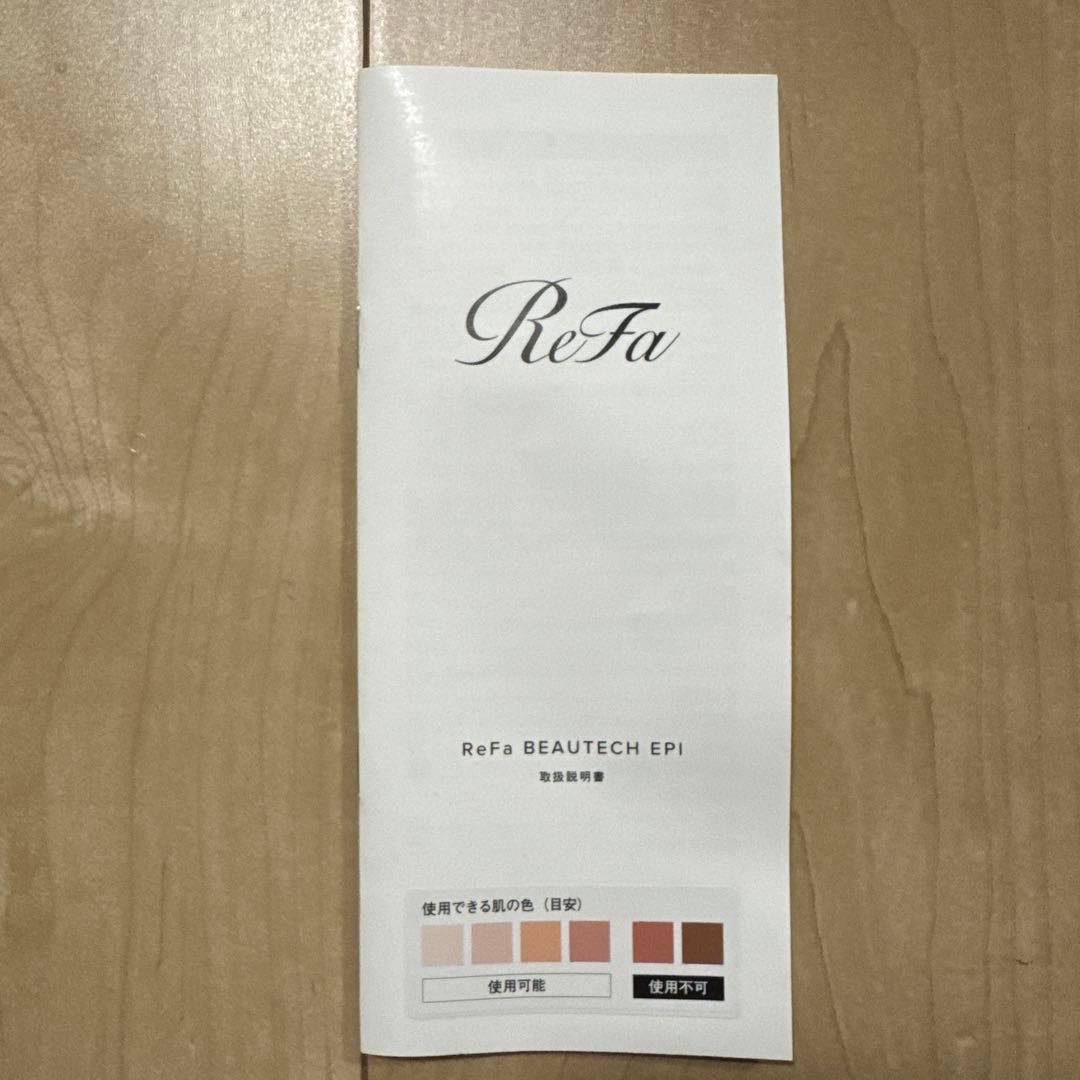 ReFa
ReFa BEAUTECH EPI
取扱説明書
使用できる肌の色（目安）
使用可能
使用不可